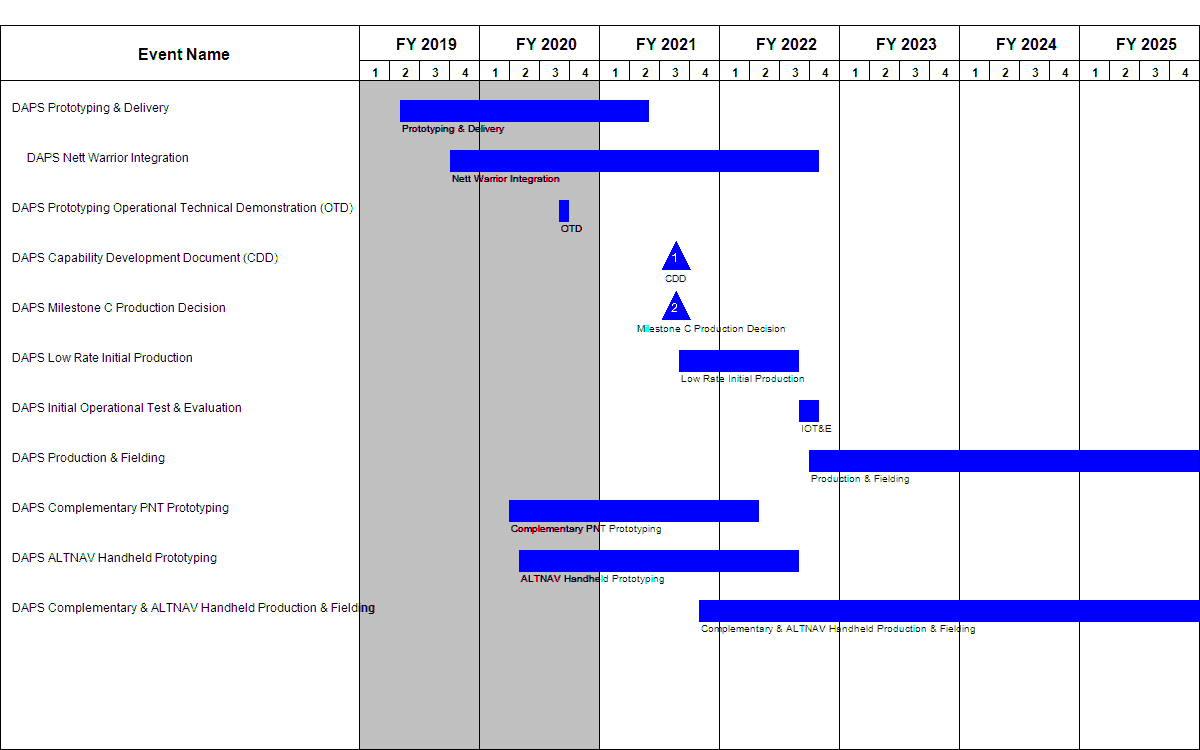 Event Name FY 2019 FY 2020 FY 2021 FY 2022 FY 2023 FY 2024 FY 2025
1 2 3 4 1 2 3 4 1 2 3 4 1 2 3 4 1 2 3 4 1 2 3 4 1 2 3 4
DAPS Prototyping & Delivery
Prototyping & Delivery
DAPS Nett Warrior Integration
Nett Warrior Integration
DAPS Prototyping Operational Technical Demonstration (OTD)
OTD
DAPS Capability Development Document (CDD)
1
CDD
DAPS Milestone C Production Decision
2
Milestone C Production Decision
DAPS Low Rate Initial Production
Low Rate Initial Production
DAPS Initial Operational Test & Evaluation
IOT&E
DAPS Production & Fielding
Production & Fielding
DAPS Complementary PNT Prototyping
Complementary PNT Prototyping
DAPS ALTNAV Handheld Prototyping
ALTNAV Handheld Prototyping
DAPS Complementary & ALTNAV Handheld Production & Fielding
Complementary & ALTNAV Handheld Production & Fielding